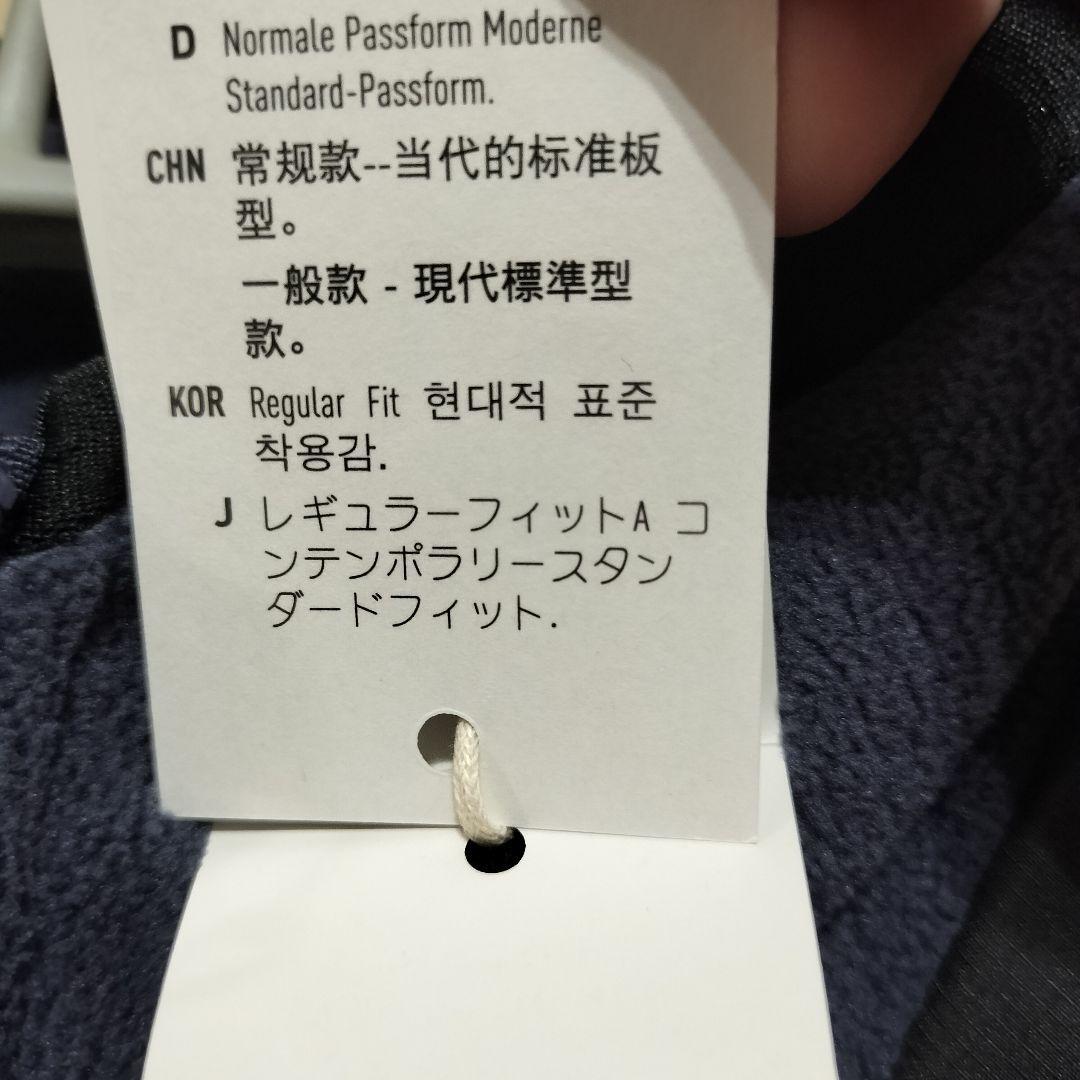 D Normale Passform Moderne
Standard-Passform.
CHN 常规款--当代的标准板
型。
一般款 - 現代標準型
款。
KOR Regular Fit 현대적 표준
착용감.
J レギュラーフィットA コ
ンテンポラリースタン
ダードフィット.